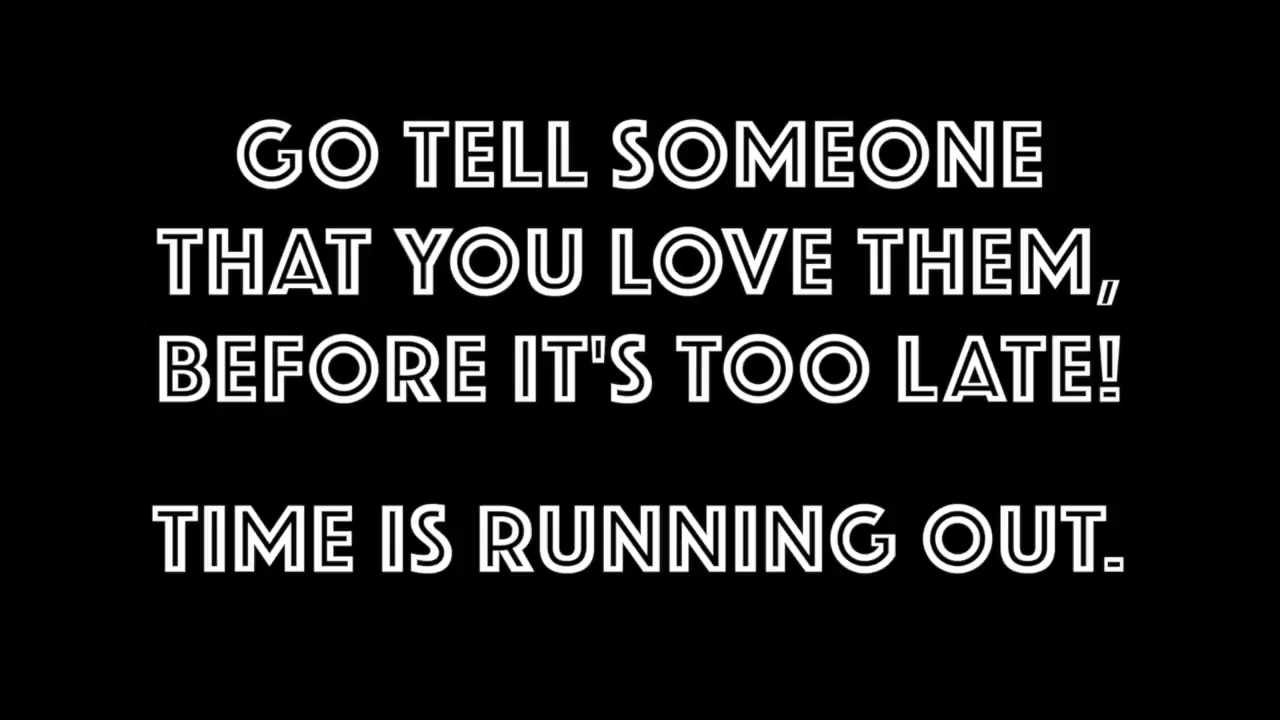 GO TELL SOMEONE
THAT YOU LOVE THEM,
BEFORE IT'S TOO LATE!
TIME IS RUNNING OUT.